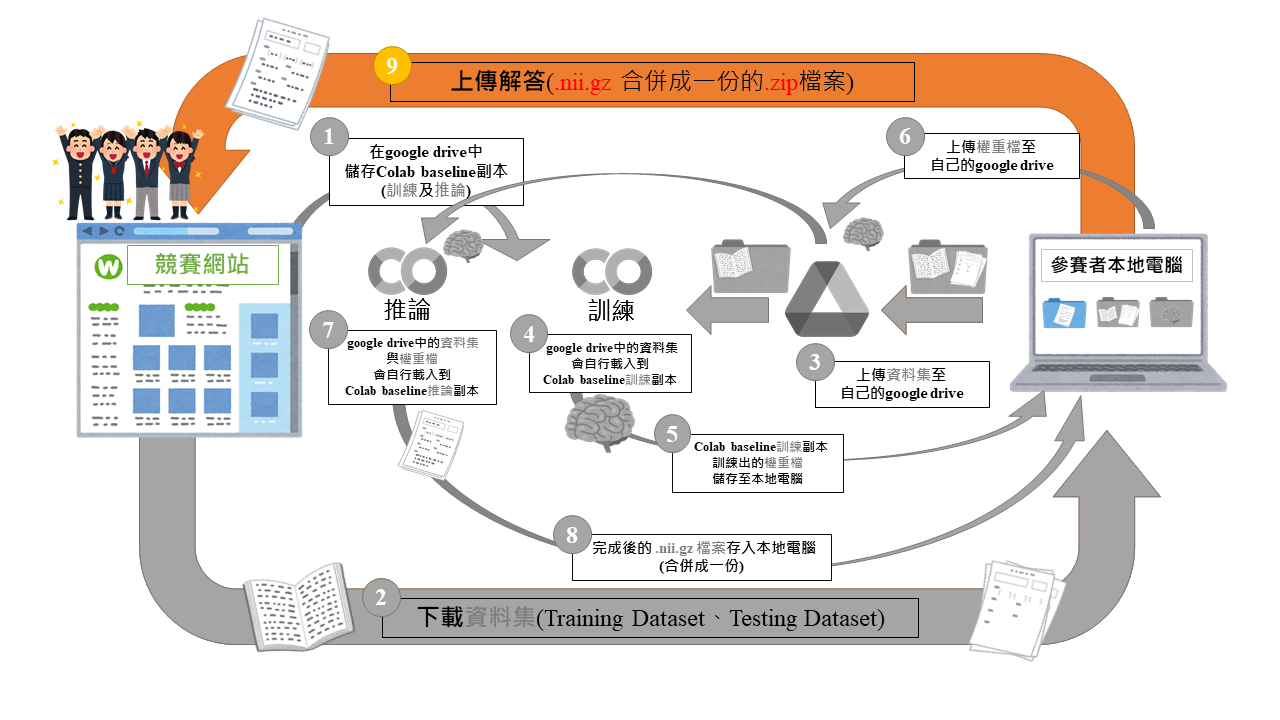 9
上傳解答(.nii.gz 合併成一份的.zip檔案)
1
在google drive中
儲存Colab baseline副本
(訓練及推論)
6
上傳權重檔至
自己的google drive
W
競賽網站
推論
訓練
參賽者本地電腦
7
google drive中的資料集
與權重檔
會自行載入到
Colab baseline推論副本
4
google drive中的資料集
會自行載入到
Colab baseline訓練副本
3
上傳資料集至
自己的google drive
5
Colab baseline訓練副本
訓練出的權重檔
儲存至本地電腦
8
完成後的 .nii.gz 檔案存入本地電腦
(合併成一份)
2
下載資料集(Training Dataset、Testing Dataset)